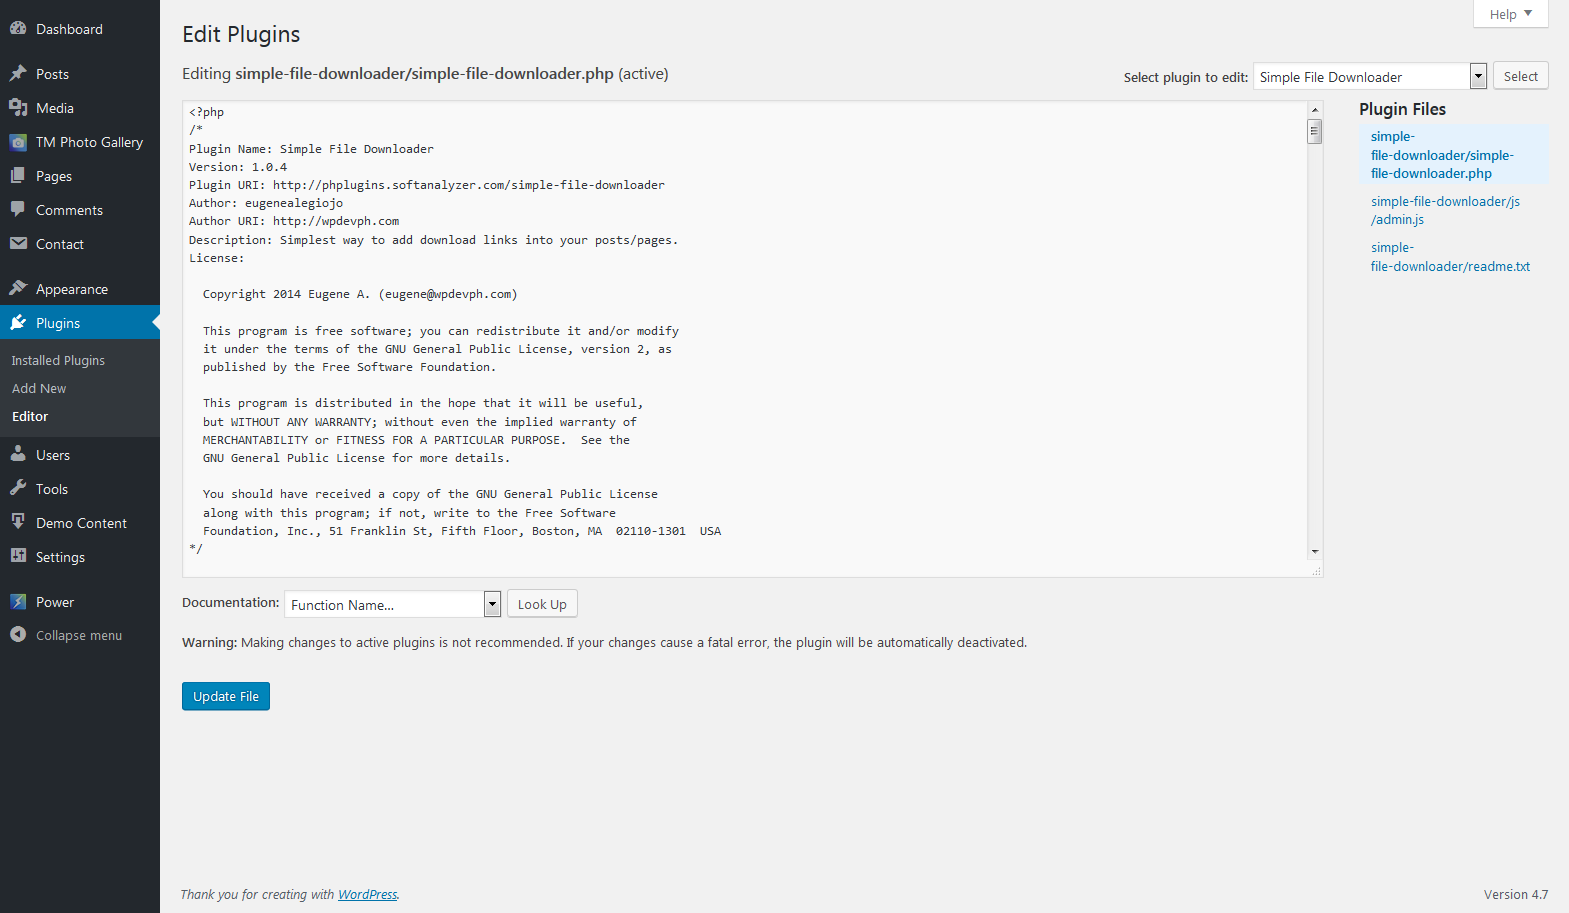 Dashboard
Posts
Media
TM Photo Gallery
Pages
Comments
Contact
Appearance
Plugins
Installed Plugins
Add New
Editor
Users
Tools
Demo Content
Settings
Power
Collapse menu
Help
Edit Plugins
Editing simple-file-downloader/simple-file-downloader.php (active)
Select plugin to edit: Simple File Downloader Select
<?php
/*
Plugin Name: Simple File Downloader
Version: 1.0.4
Plugin URI: http://phplugins.softanalyzer.com/simple-file-downloader
Author: eugenealegiojo
Author URI: http://wpdevph.com
Description: Simplest way to add download links into your posts/pages.
License:
Copyright 2014 Eugene A. (eugene@wpdevph.com)
This program is free software; you can redistribute it and/or modify
it under the terms of the GNU General Public License, version 2, as
published by the Free Software Foundation.
This program is distributed in the hope that it will be useful,
but WITHOUT ANY WARRANTY; without even the implied warranty of
MERCHANTABILITY or FITNESS FOR A PARTICULAR PURPOSE.  See the
GNU General Public License for more details.
You should have received a copy of the GNU General Public License
along with this program; if not, write to the Free Software
Foundation, Inc., 51 Franklin St, Fifth Floor, Boston, MA  02110-1301  USA
*/
Plugin Files
simple-
file-downloader/simple-
file-downloader.php
simple-file-downloader/js
/admin.js
simple-
file-downloader/readme.txt
Documentation: Function Name... Look Up
Warning: Making changes to active plugins is not recommended. If your changes cause a fatal error, the plugin will be automatically deactivated.
Update File
Thank you for creating with WordPress.
Version 4.7